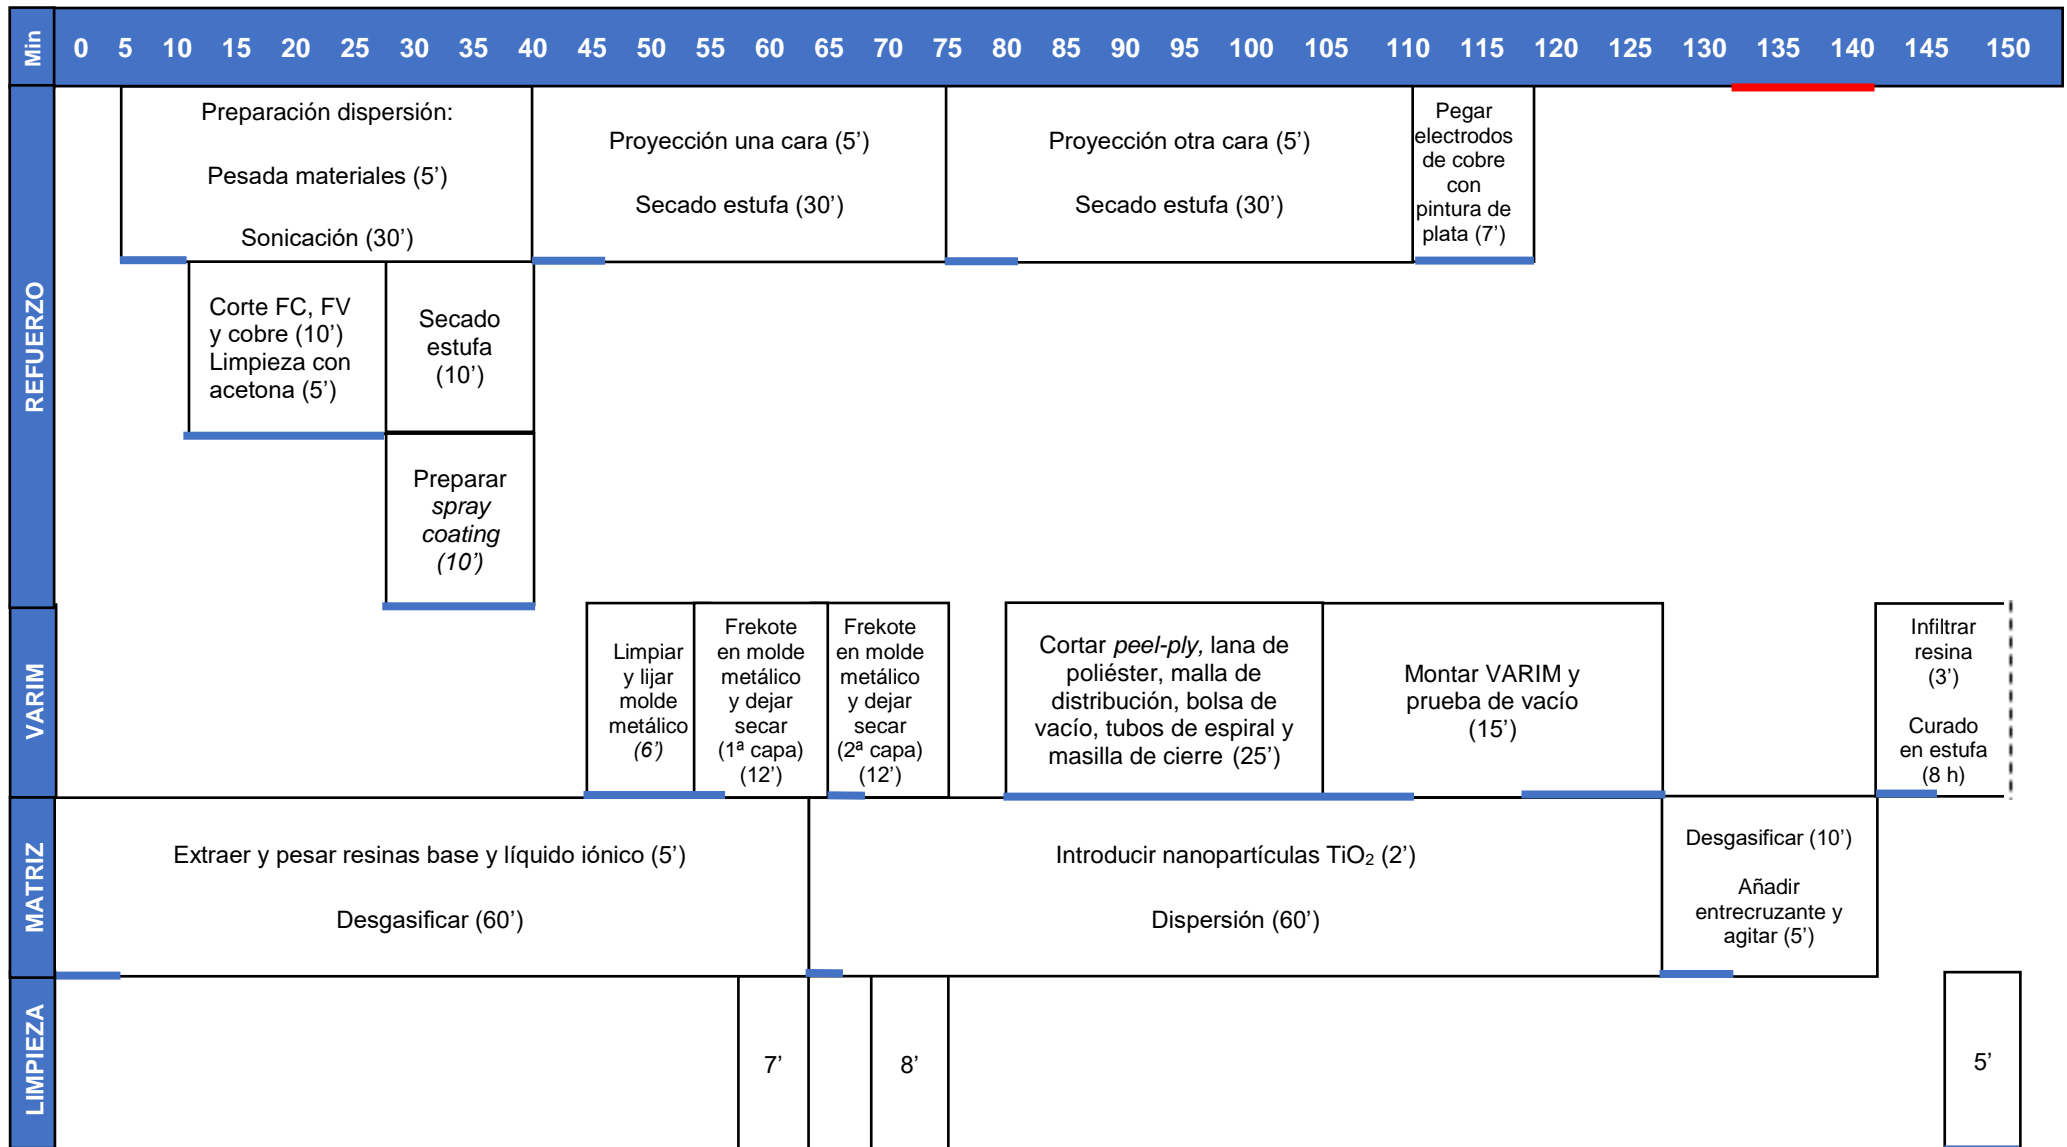 Min 0 5 10 15 20 25 30 40 45 50 55 60 65 70 75 80 85 90 95 100 105 110 115 120 125 130 135 140 145 150
REFUERZO
Preparación dispersión:
Pesada materiales (5’)
Sonicación (30’)
Proyección una cara (5’)
Secado estufa (30’)
Proyección otra cara (5’)
Secado estufa (30’)
Pegar
electrodos
de cobre
con
pintura de
plata (7’)
Corte FC, FV
y cobre (10’)
Limpieza con
acetona (5’)
Secado
estufa
(10’)
Preparar
spray
coating
(10’)
VARIM
Limpiar
y lijar
molde
metálico
(6’)
Frekote
en molde
metálico
y dejar
secar
(1ª capa)
(12’)
Frekote
en molde
metálico
y dejar
secar
(2ª capa)
(12’)
Cortar peel-ply, lana de
poliéster, malla de
distribución, bolsa de
vacío, tubos de espiral y
masilla de cierre (25’)
Montar VARIM y
prueba de vacío
(15’)
Infiltrar
resina
(3’)
Curado
en estufa
(8 h)
MATRIZ
Extraer y pesar resinas base y líquido iónico (5’)
Desgasificar (60’)
Introducir nanopartículas TiO₂ (2’)
Dispersión (60’)
Desgasificar (10’)
Añadir
entrecruzante y
agitar (5’)
LIMPIEZA
7’
8’
5’